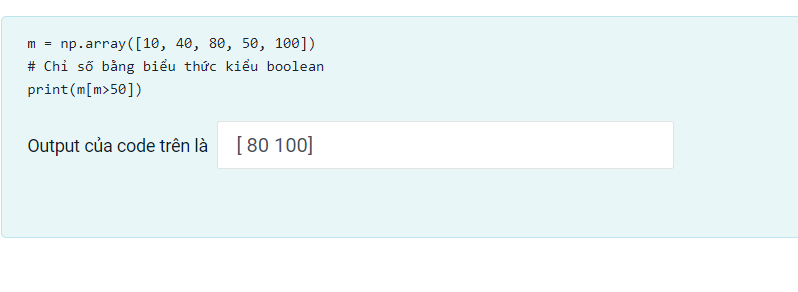 m = np.array([10, 40, 80, 50, 100])
# Chỉ số bằng biểu thức kiểu boolean
print(m[m>50])
Output của code trên là [ 80 100]